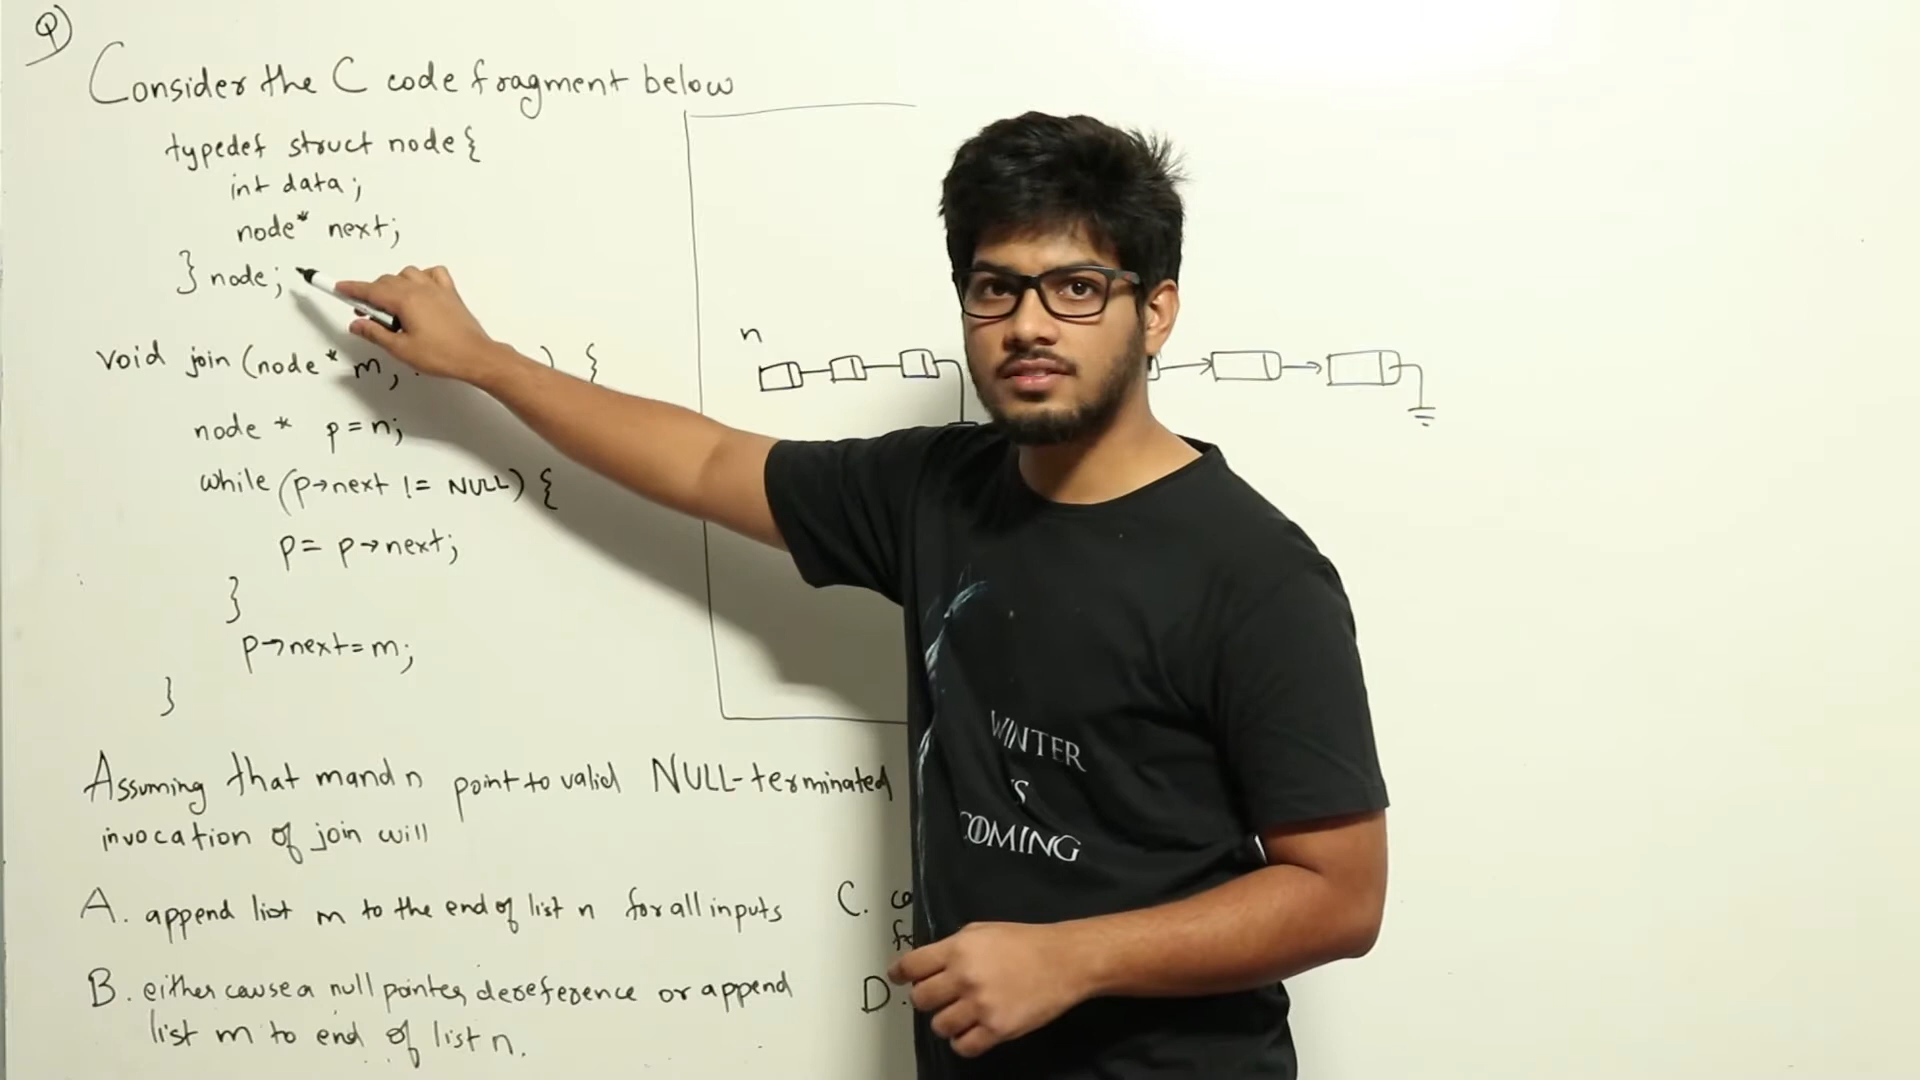 Q)
Consider the C code fragment below
typedef struct node {
int data;
node* next;
} node;
void join (node* m, ) {
node * p = n;
while (p→next != NULL) {
p = p→next;
}
p→next = m;
}
n
Assuming that m and n point to valid NULL-terminated
invocation of join will
A. append list m to the end of list n for all inputs
B. either cause a null pointer dereference or append
list m to end of list n.
C.
D.
WINTER
IS
COMING